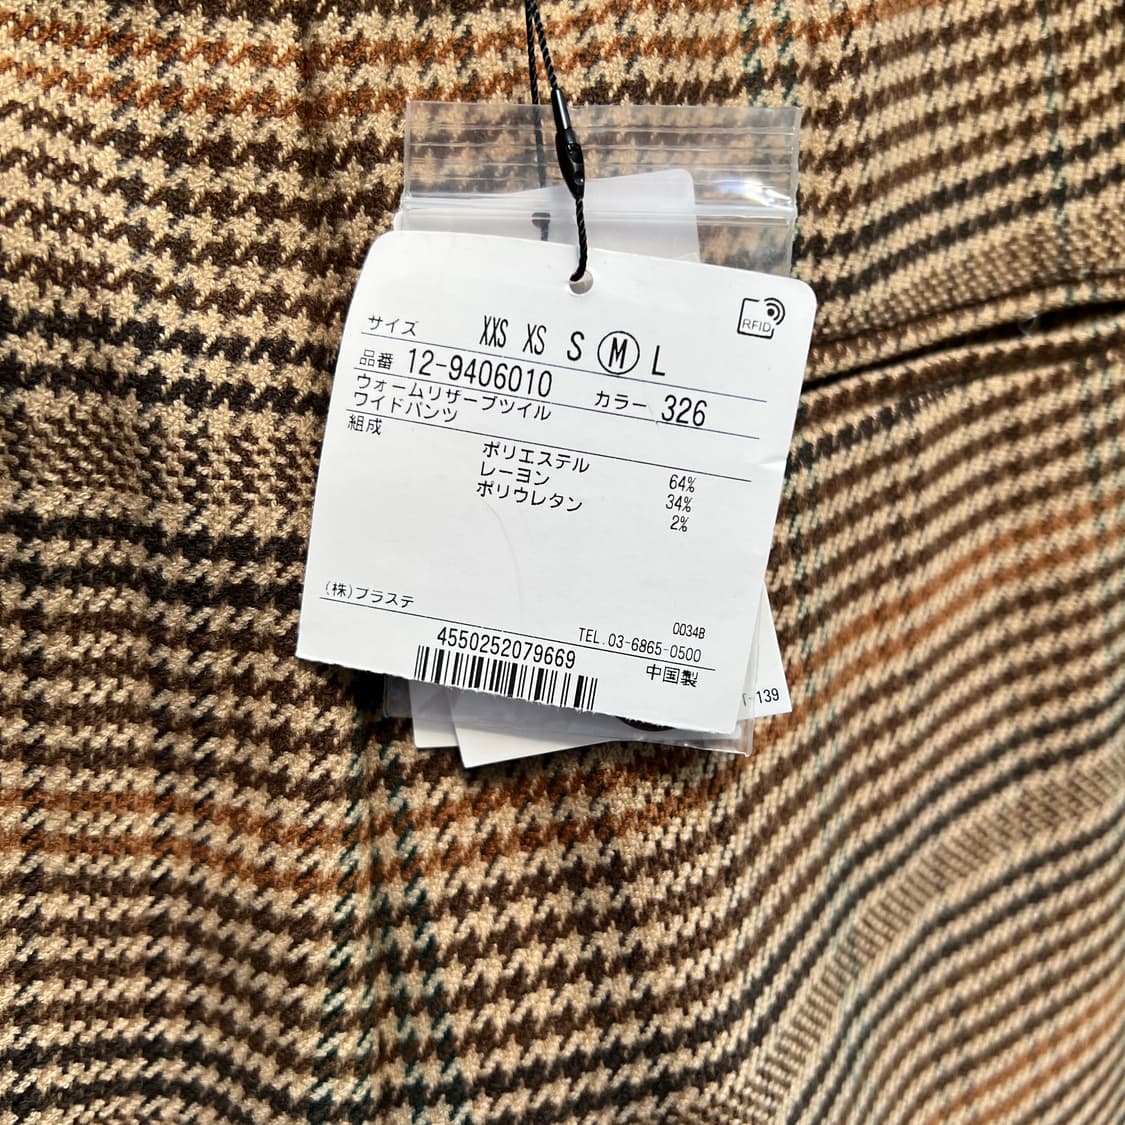 RFID
サイズ XXS XS S M L
品番 12-9406010 カラー 326
ウォームリザーブツイル
ワイドパンツ
組成
ポリエステル 64%
レーヨン 34%
ポリウレタン 2%
(株)プラステ
0034B
TEL.03-6865-0500
4550252079669
中国製
-139